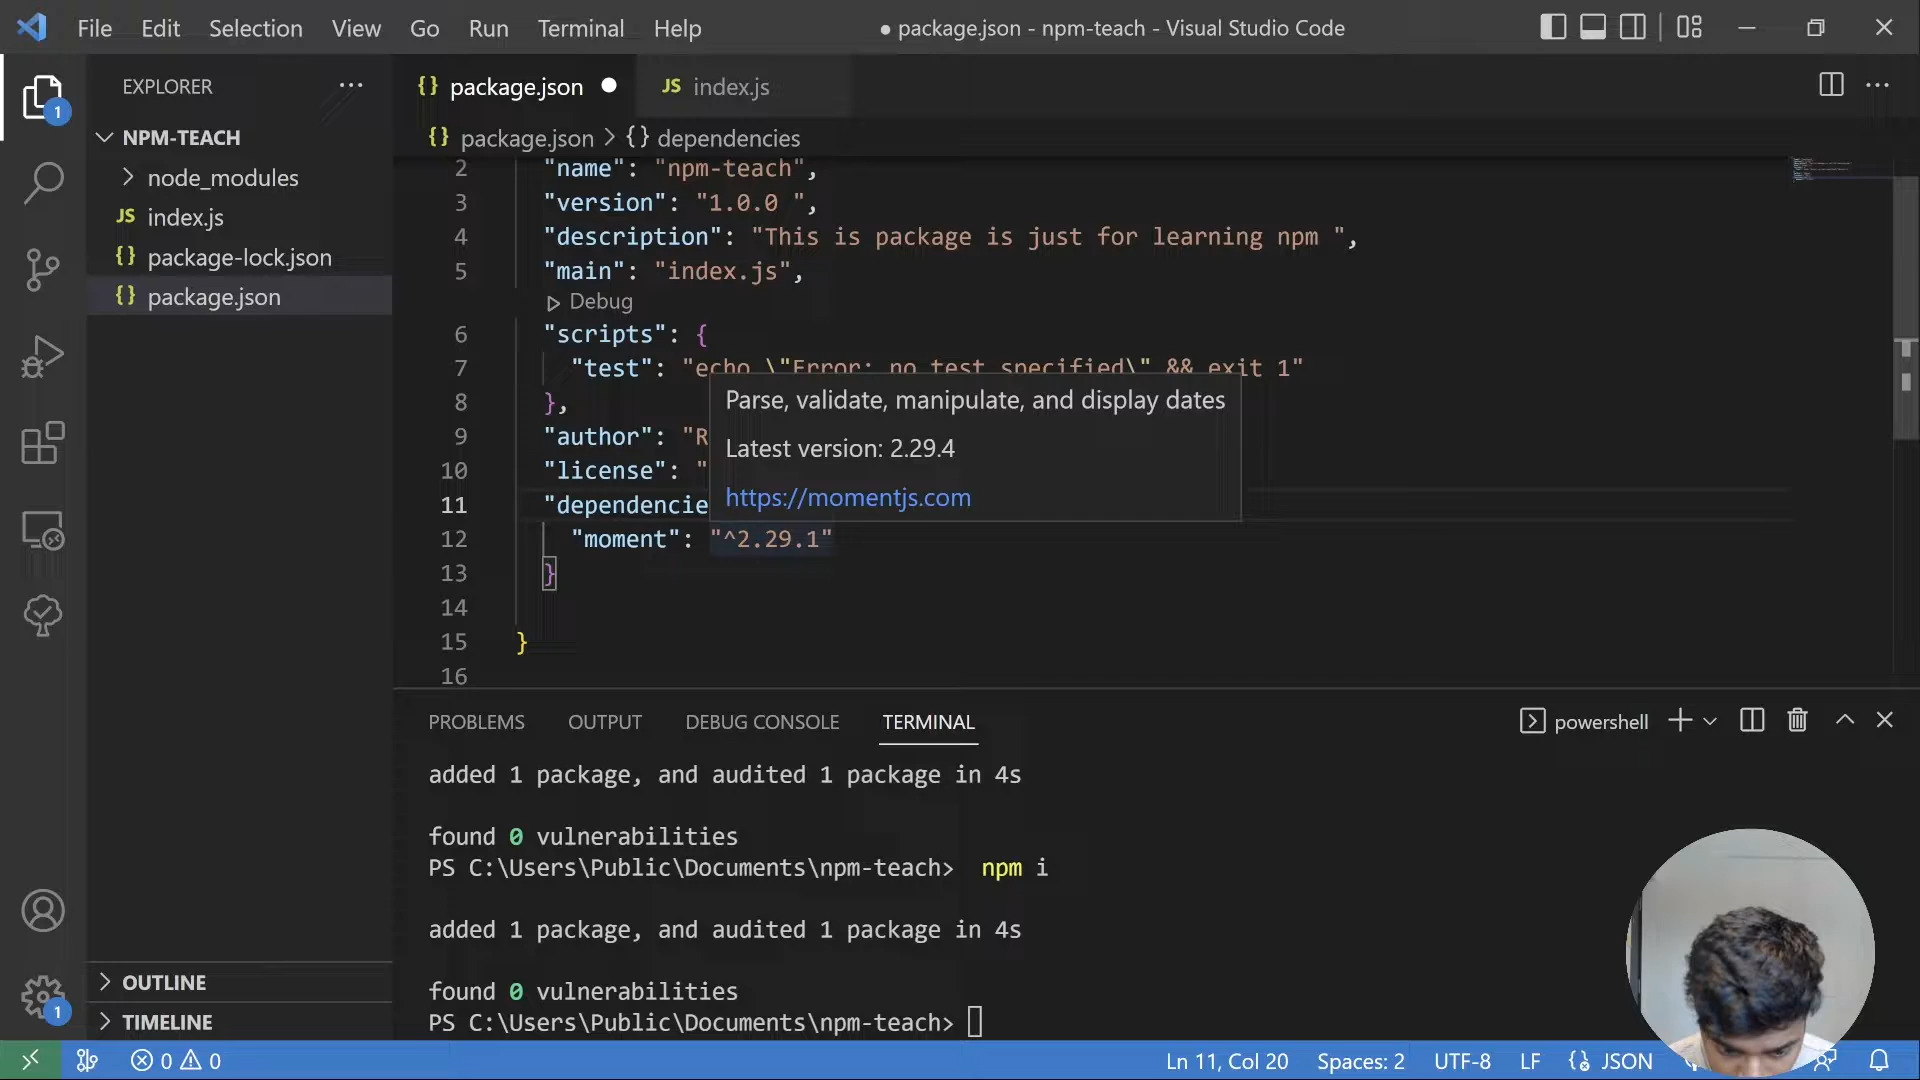 File Edit Selection View Go Run Terminal Help
● package.json - npm-teach - Visual Studio Code
EXPLORER
NPM-TEACH
node_modules
JS index.js
{} package-lock.json
{} package.json
OUTLINE
TIMELINE
1
1
{} package.json
JS index.js
{} package.json > {} dependencies
2 "name": "npm-teach",
3 "version": "1.0.0 ",
4 "description": "This is package is just for learning npm ",
5 "main": "index.js",
Debug
6 "scripts": {
7 "test": "echo \"Error: no test specified\" && exit 1"
8 },
9 "author": "R
10 "license": "
11 "dependencie
12 "moment": "^2.29.1"
13 }
14
15 }
16
Parse, validate, manipulate, and display dates
Latest version: 2.29.4
https://momentjs.com
PROBLEMS OUTPUT DEBUG CONSOLE TERMINAL
powershell
added 1 package, and audited 1 package in 4s
found 0 vulnerabilities
PS C:\Users\Public\Documents\npm-teach> npm i
added 1 package, and audited 1 package in 4s
found 0 vulnerabilities
PS C:\Users\Public\Documents\npm-teach>
0 0
Ln 11, Col 20 Spaces: 2 UTF-8 LF {} JSON